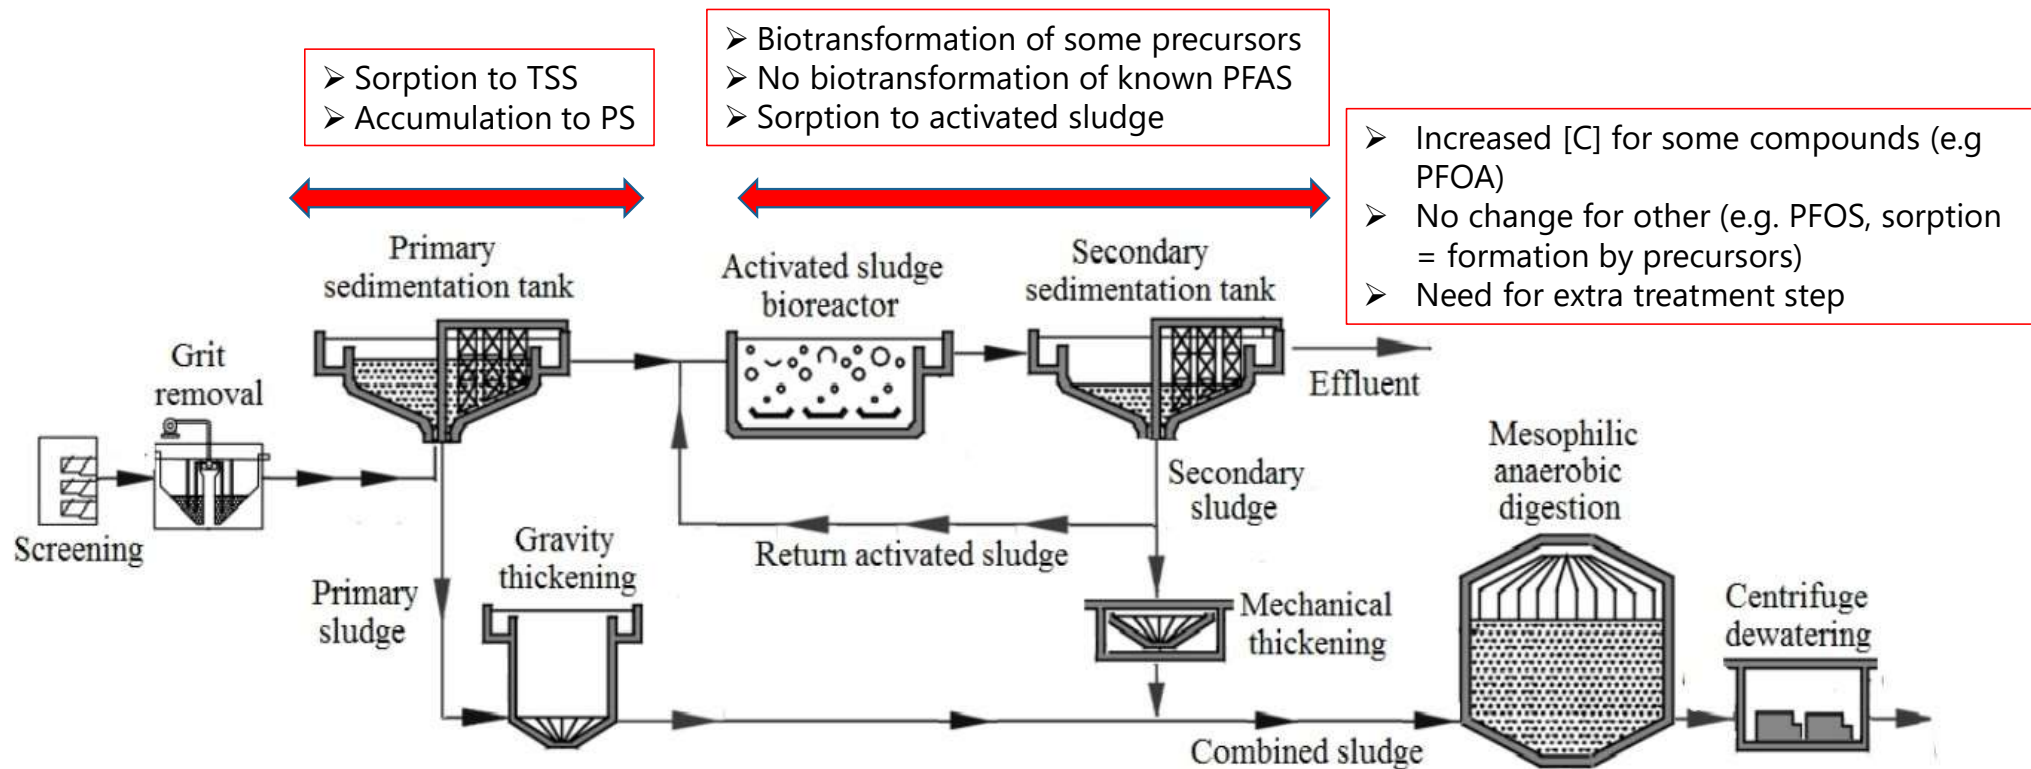 ➢ Sorption to TSS
➢ Accumulation to PS
➢ Biotransformation of some precursors
➢ No biotransformation of known PFAS
➢ Sorption to activated sludge
➢ Increased [C] for some compounds (e.g
PFOA)
➢ No change for other (e.g. PFOS, sorption
= formation by precursors)
➢ Need for extra treatment step
Primary
sedimentation tank
Activated sludge
bioreactor
Secondary
sedimentation tank
Grit
removal
Effluent
Screening
Mesophilic
anaerobic
digestion
Secondary
sludge
Return activated sludge
Gravity
thickening
Primary
sludge
Mechanical
thickening
Centrifuge
dewatering
Combined sludge